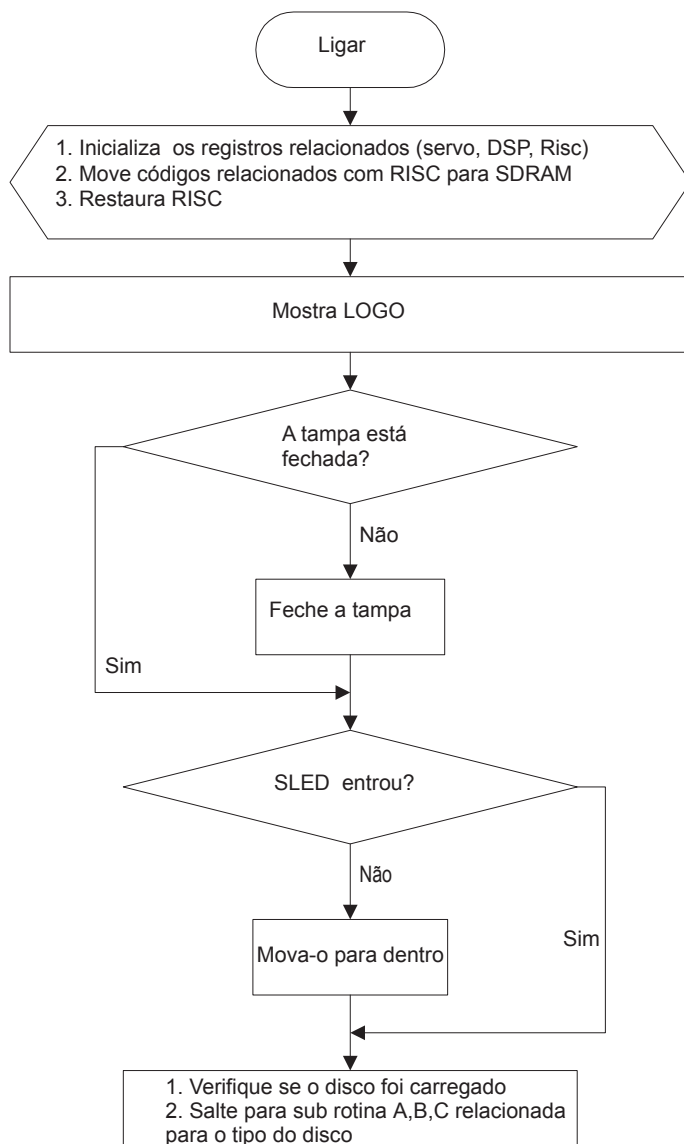 Ligar
1. Inicializa os registros relacionados (servo, DSP, Risc)
2. Move códigos relacionados com RISC para SDRAM
3. Restaura RISC
Mostra LOGO
A tampa está
fechada?
Não
Feche a tampa
Sim
SLED entrou?
Não
Mova-o para dentro
Sim
1. Verifique se o disco foi carregado
2. Salte para sub rotina A,B,C relacionada
para o tipo do disco